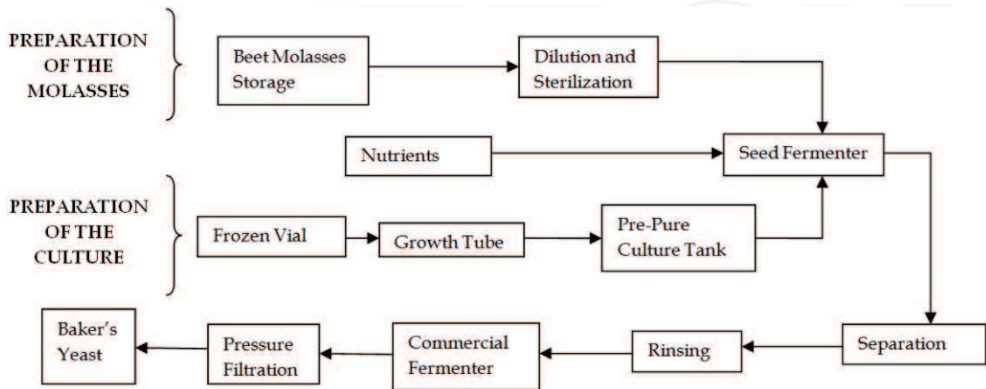 PREPARATION
OF THE
MOLASSES
Beet Molasses
Storage
Dilution and
Sterilization
Nutrients
Seed Fermenter
PREPARATION
OF THE
CULTURE
Frozen Vial
Growth Tube
Pre-Pure
Culture Tank
Baker's
Yeast
Pressure
Filtration
Commercial
Fermenter
Rinsing
Separation